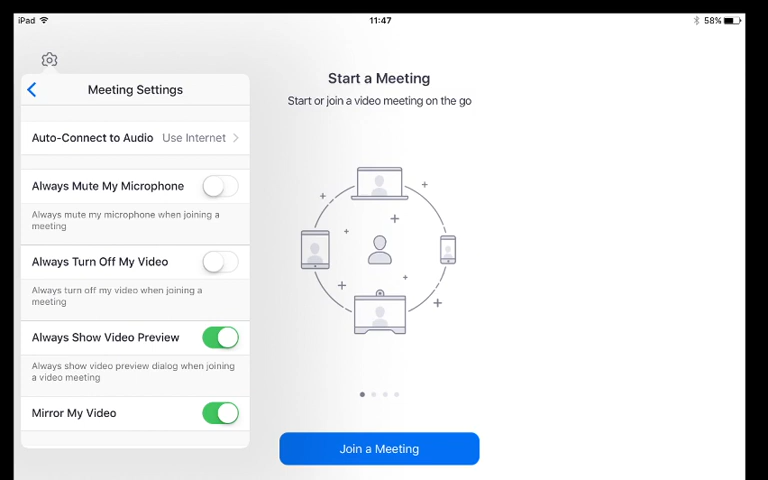 iPad 11:47 58%
Meeting Settings
Auto-Connect to Audio Use Internet
Always Mute My Microphone
Always mute my microphone when joining a
meeting
Always Turn Off My Video
Always turn off my video when joining a
meeting
Always Show Video Preview
Always show video preview dialog when joining
a video meeting
Mirror My Video
Start a Meeting
Start or join a video meeting on the go
Join a Meeting